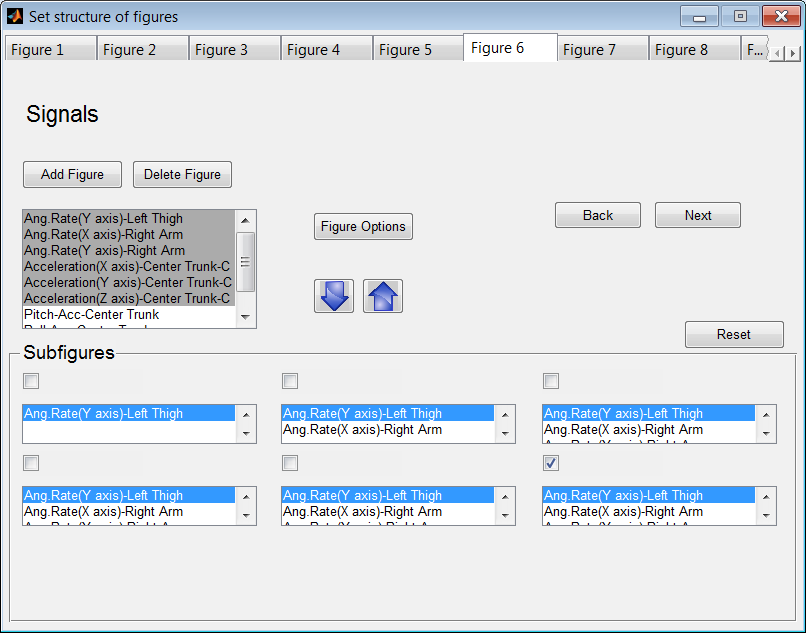 Set structure of figures
Figure 1 Figure 2 Figure 3 Figure 4 Figure 5 Figure 6 Figure 7 Figure 8 F...
Signals
Add Figure Delete Figure
Ang.Rate(Y axis)-Left Thigh
Ang.Rate(X axis)-Right Arm
Ang.Rate(Y axis)-Right Arm
Acceleration(X axis)-Center Trunk-C
Acceleration(Y axis)-Center Trunk-C
Acceleration(Z axis)-Center Trunk-C
Pitch-Acc-Center Trunk
Figure Options
Back Next
Reset
Subfigures
Ang.Rate(Y axis)-Left Thigh
Ang.Rate(Y axis)-Left Thigh
Ang.Rate(X axis)-Right Arm
Ang.Rate(Y axis)-Left Thigh
Ang.Rate(X axis)-Right Arm
Ang.Rate(Y axis)-Left Thigh
Ang.Rate(X axis)-Right Arm
Ang.Rate(Y axis)-Left Thigh
Ang.Rate(X axis)-Right Arm
Ang.Rate(Y axis)-Left Thigh
Ang.Rate(X axis)-Right Arm